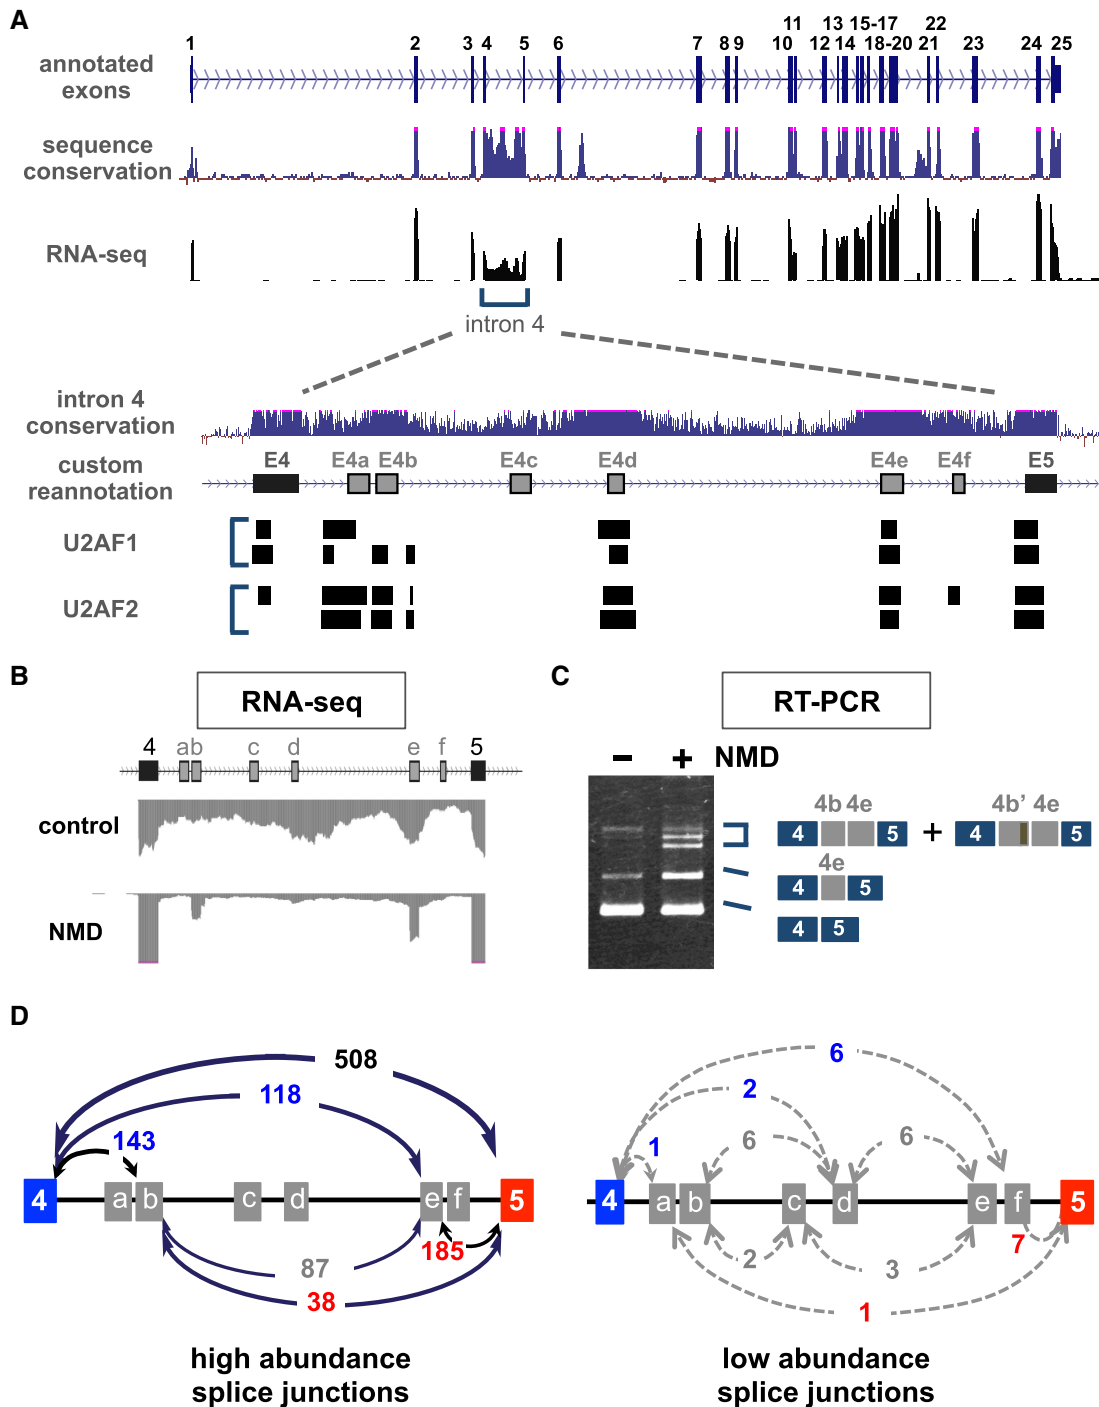 A
11 13 15-17 22
1 2 3 4 5 6 7 8 9 10 12 14 18-20 21 23 24 25
annotated
exons
sequence
conservation
RNA-seq
intron 4
intron 4
conservation
custom
reannotation
E4 E4a E4b E4c E4d E4e E4f E5
U2AF1
U2AF2
B
RNA-seq
4 a b c d e f 5
control
NMD
C
RT-PCR
– + NMD
4b 4e 4b’ 4e
4 5 + 4 5
4e
4 5
4 5
D
508
118
143
4 a b c d e f 5
185
87
38
high abundance
splice junctions
6
2
1 6 6
4 a b c d e f 5
7
2 3
1
low abundance
splice junctions